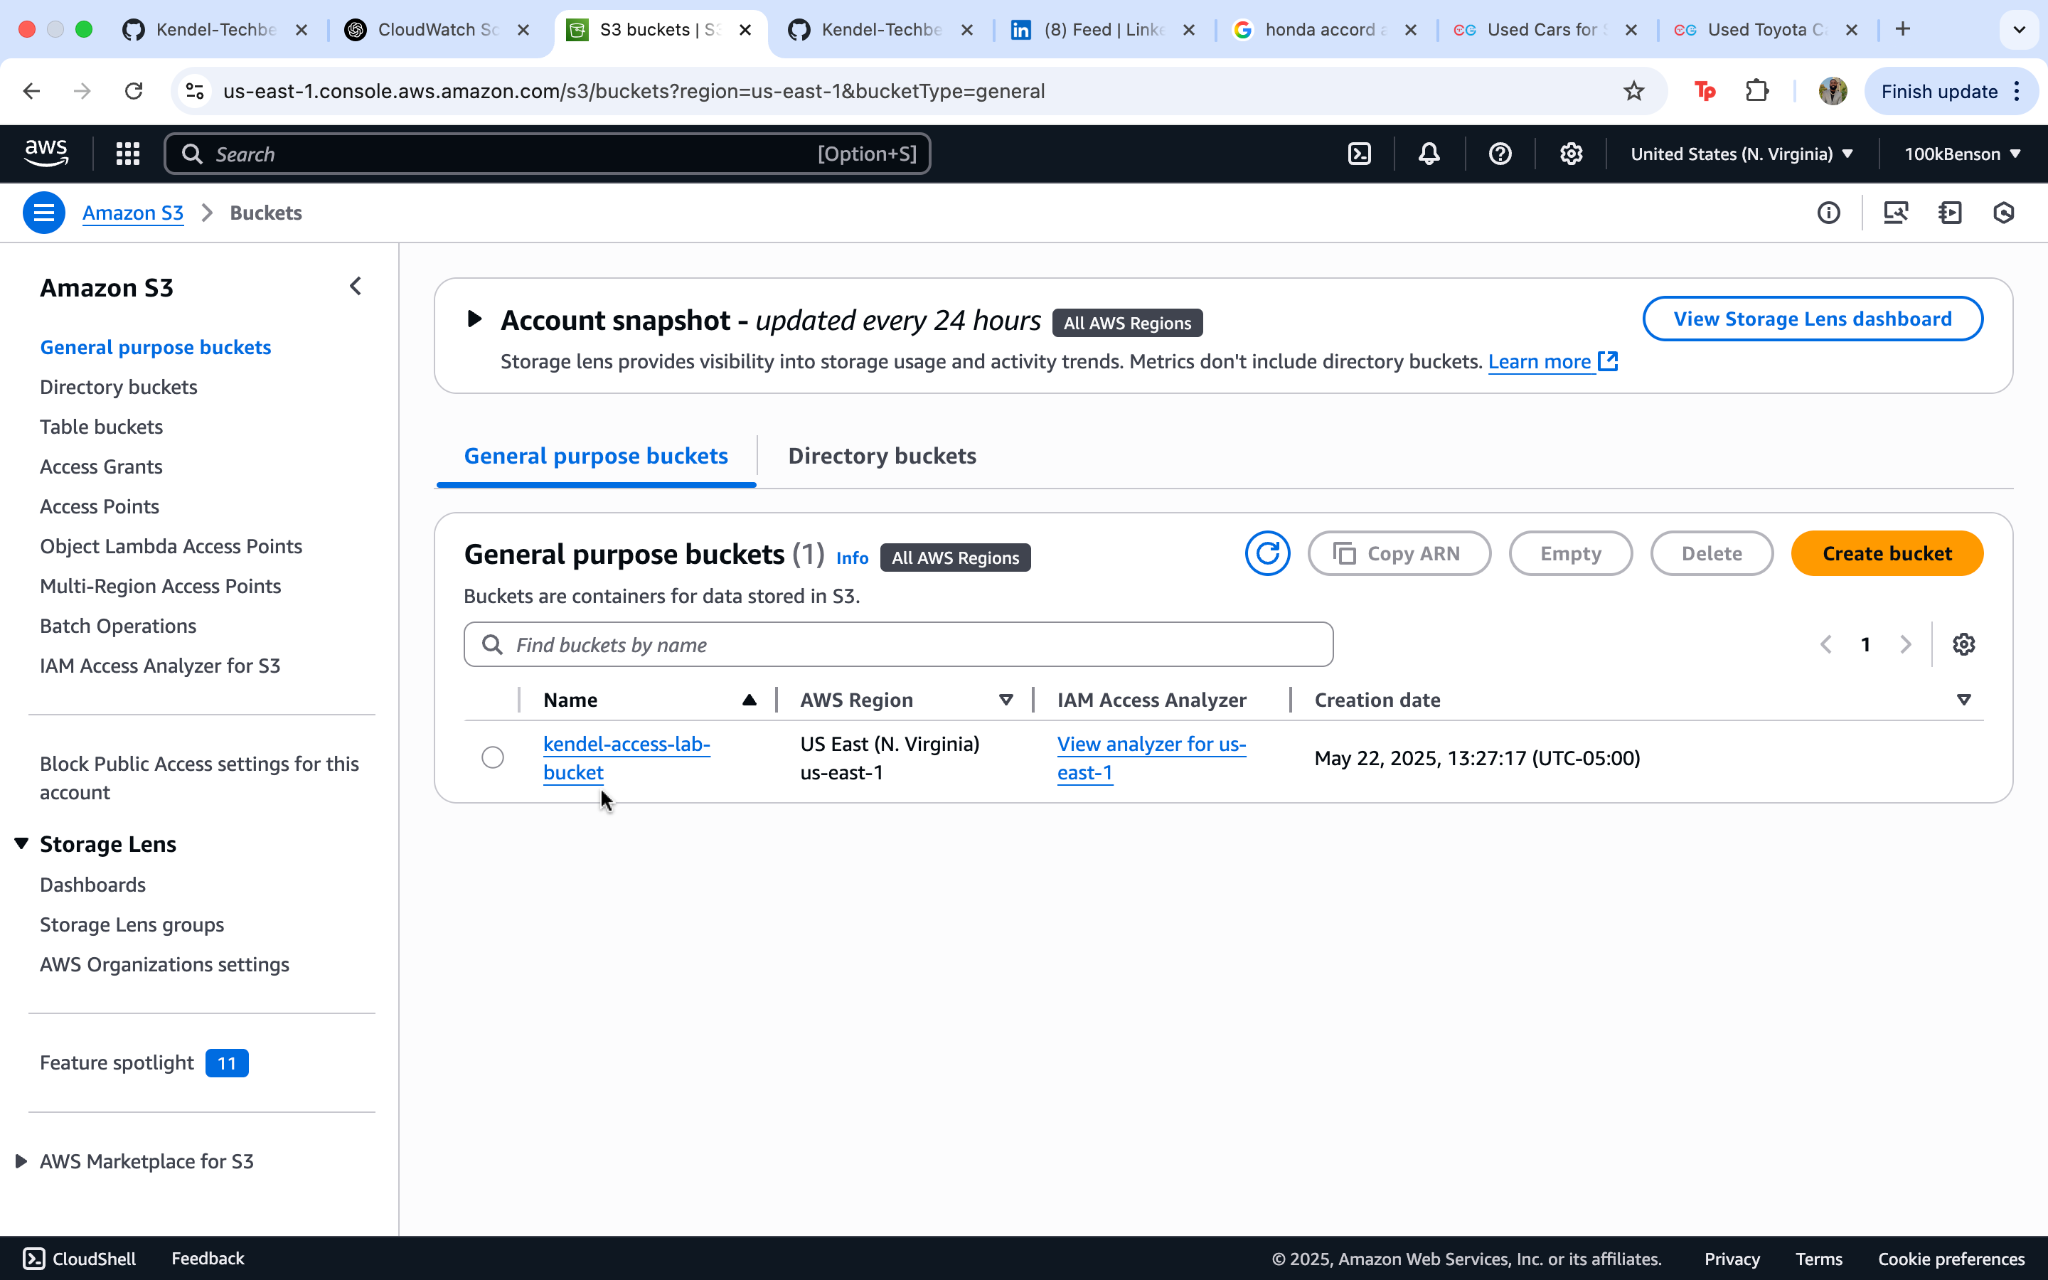 Kendel-Techbe
CloudWatch Sc
S3 buckets | S3
Kendel-Techbe
(8) Feed | Linke
honda accord a
CG Used Cars for S
CG Used Toyota C
us-east-1.console.aws.amazon.com/s3/buckets?region=us-east-1&bucketType=general
Tp
Finish update
aws
Search
[Option+S]
United States (N. Virginia)
100kBenson
Amazon S3
Buckets
Amazon S3
General purpose buckets
Directory buckets
Table buckets
Access Grants
Access Points
Object Lambda Access Points
Multi-Region Access Points
Batch Operations
IAM Access Analyzer for S3
Block Public Access settings for this
account
Storage Lens
Dashboards
Storage Lens groups
AWS Organizations settings
Feature spotlight 11
AWS Marketplace for S3
Account snapshot - updated every 24 hours All AWS Regions
View Storage Lens dashboard
Storage lens provides visibility into storage usage and activity trends. Metrics don't include directory buckets. Learn more
General purpose buckets
Directory buckets
General purpose buckets (1) Info All AWS Regions
Copy ARN
Empty
Delete
Create bucket
Buckets are containers for data stored in S3.
Find buckets by name
1
Name
AWS Region
IAM Access Analyzer
Creation date
kendel-access-lab-
bucket
US East (N. Virginia)
us-east-1
View analyzer for us-
east-1
May 22, 2025, 13:27:17 (UTC-05:00)
CloudShell
Feedback
© 2025, Amazon Web Services, Inc. or its affiliates.
Privacy
Terms
Cookie preferences